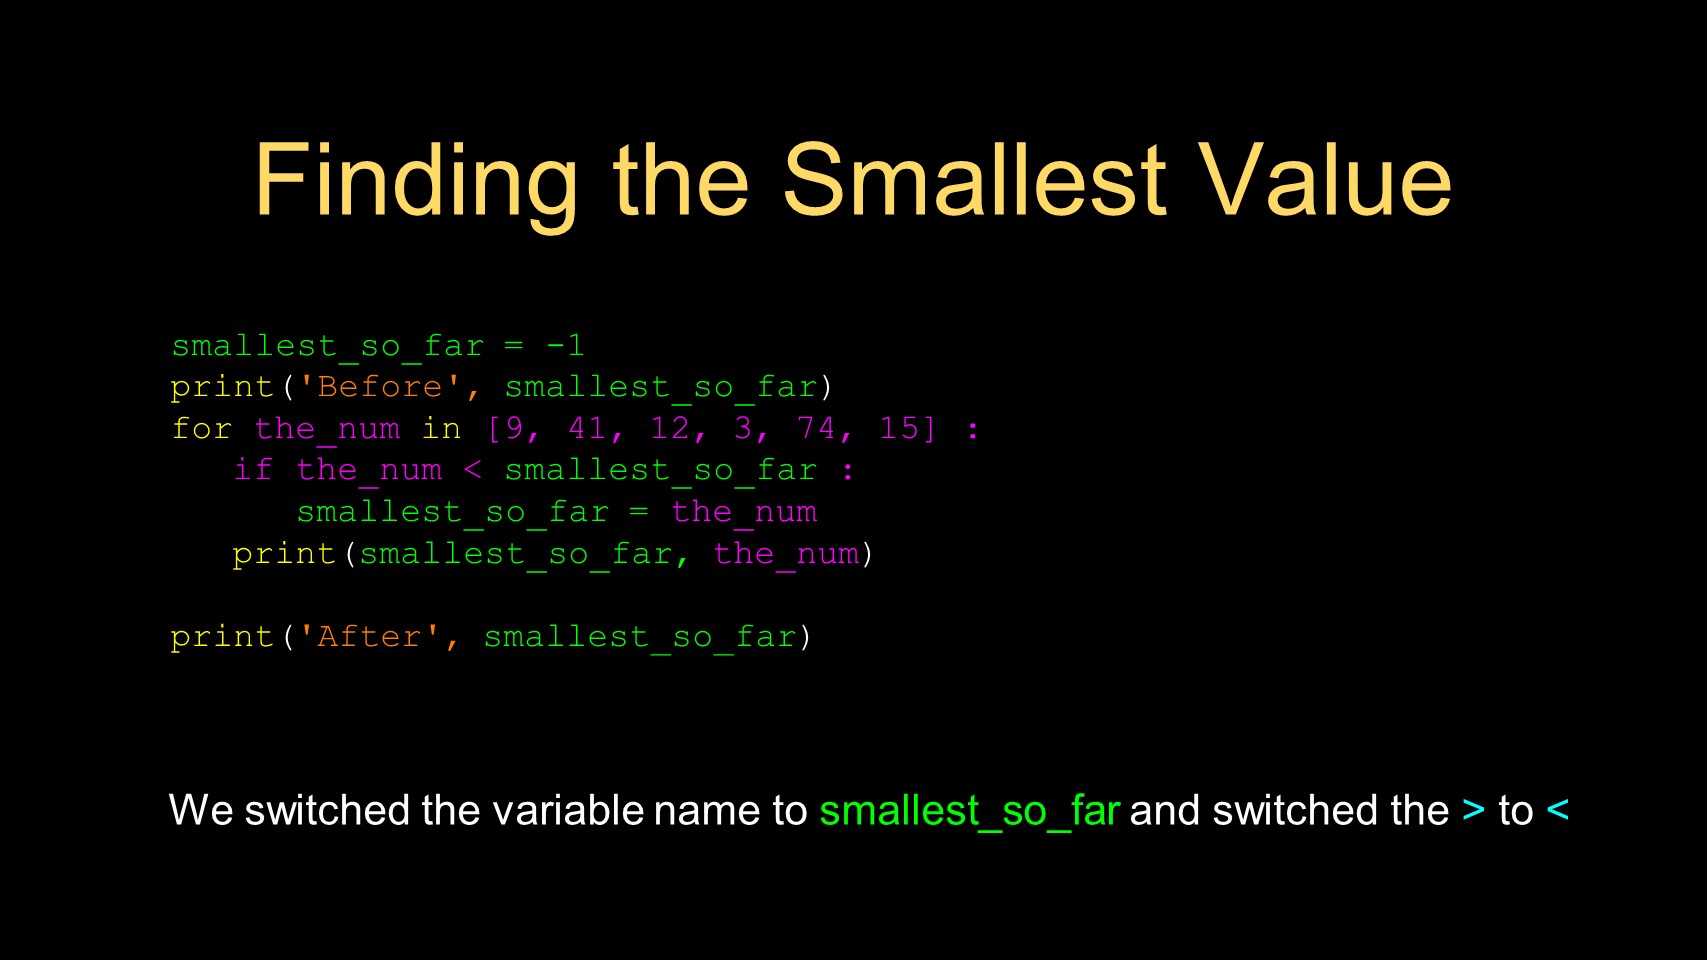 Finding the Smallest Value
smallest_so_far = -1
print('Before', smallest_so_far)
for the_num in [9, 41, 12, 3, 74, 15] :
   if the_num < smallest_so_far :
      smallest_so_far = the_num
   print(smallest_so_far, the_num)
print('After', smallest_so_far)
We switched the variable name to smallest_so_far and switched the > to <